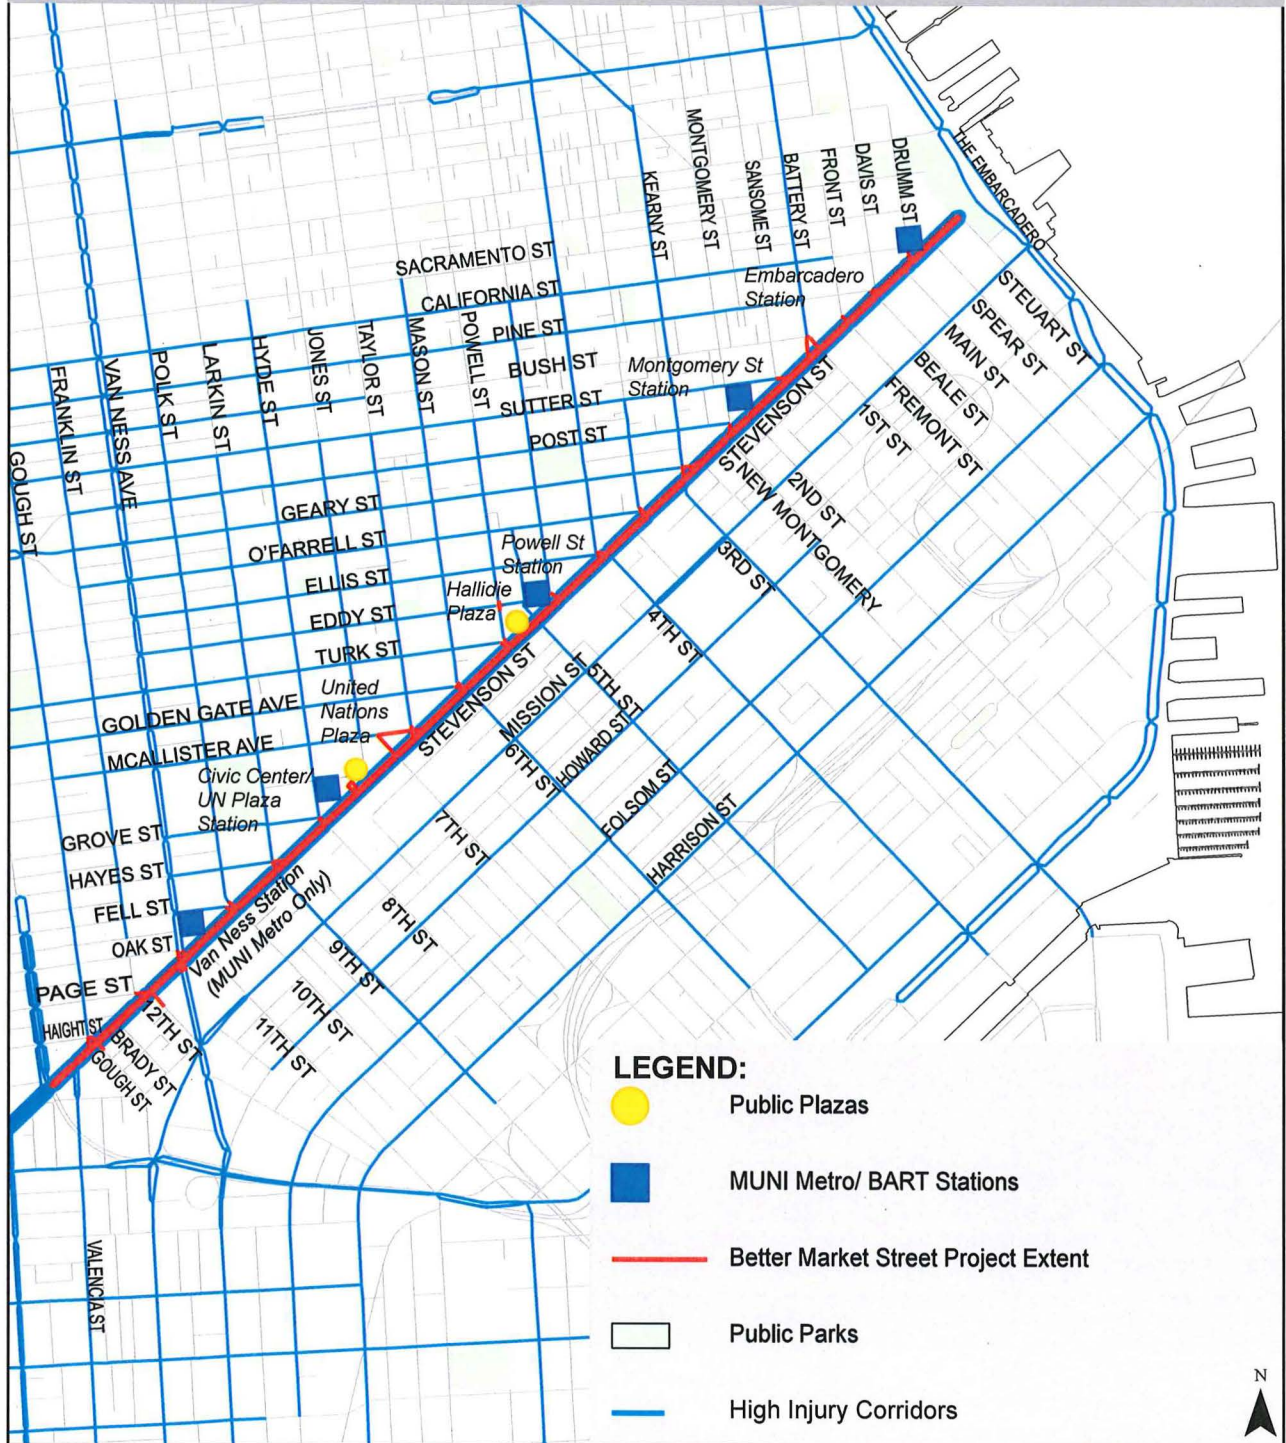 THE EMBARCADERO
DRUMM ST
DAVIS ST
FRONT ST
BATTERY ST
SANSOME ST
MONTGOMERY ST
KEARNY ST
SACRAMENTO ST
CALIFORNIA ST
PINE ST
BUSH ST
SUTTER ST
POST ST
Embarcadero
Station
Montgomery St
Station
STEUART ST
SPEAR ST
MAIN ST
BEALE ST
FREMONT ST
1ST ST
STEVENSON ST
POWELL ST
MASON ST
TAYLOR ST
JONES ST
HYDE ST
LARKIN ST
POLK ST
VAN NESS AVE
FRANKLIN ST
GOUGH ST
2ND ST
NEW MONTGOMERY
3RD ST
4TH ST
GEARY ST
O'FARRELL ST
ELLIS ST
EDDY ST
TURK ST
Powell St
Station
Hallidie
Plaza
GOLDEN GATE AVE
MCALLISTER AVE
United
Nations
Plaza
STEVENSON ST
MISSION ST
5TH ST
HOWARD ST
6TH ST
FOLSOM ST
HARRISON ST
Civic Center/
UN Plaza
Station
7TH ST
8TH ST
9TH ST
10TH ST
11TH ST
GROVE ST
HAYES ST
FELL ST
OAK ST
PAGE ST
HAIGHT ST
Van Ness Station
(MUNI Metro Only)
12TH ST
BRADY ST
GOUGH ST
VALENCIA ST
LEGEND:
Public Plazas
MUNI Metro/ BART Stations
Better Market Street Project Extent
Public Parks
High Injury Corridors
N